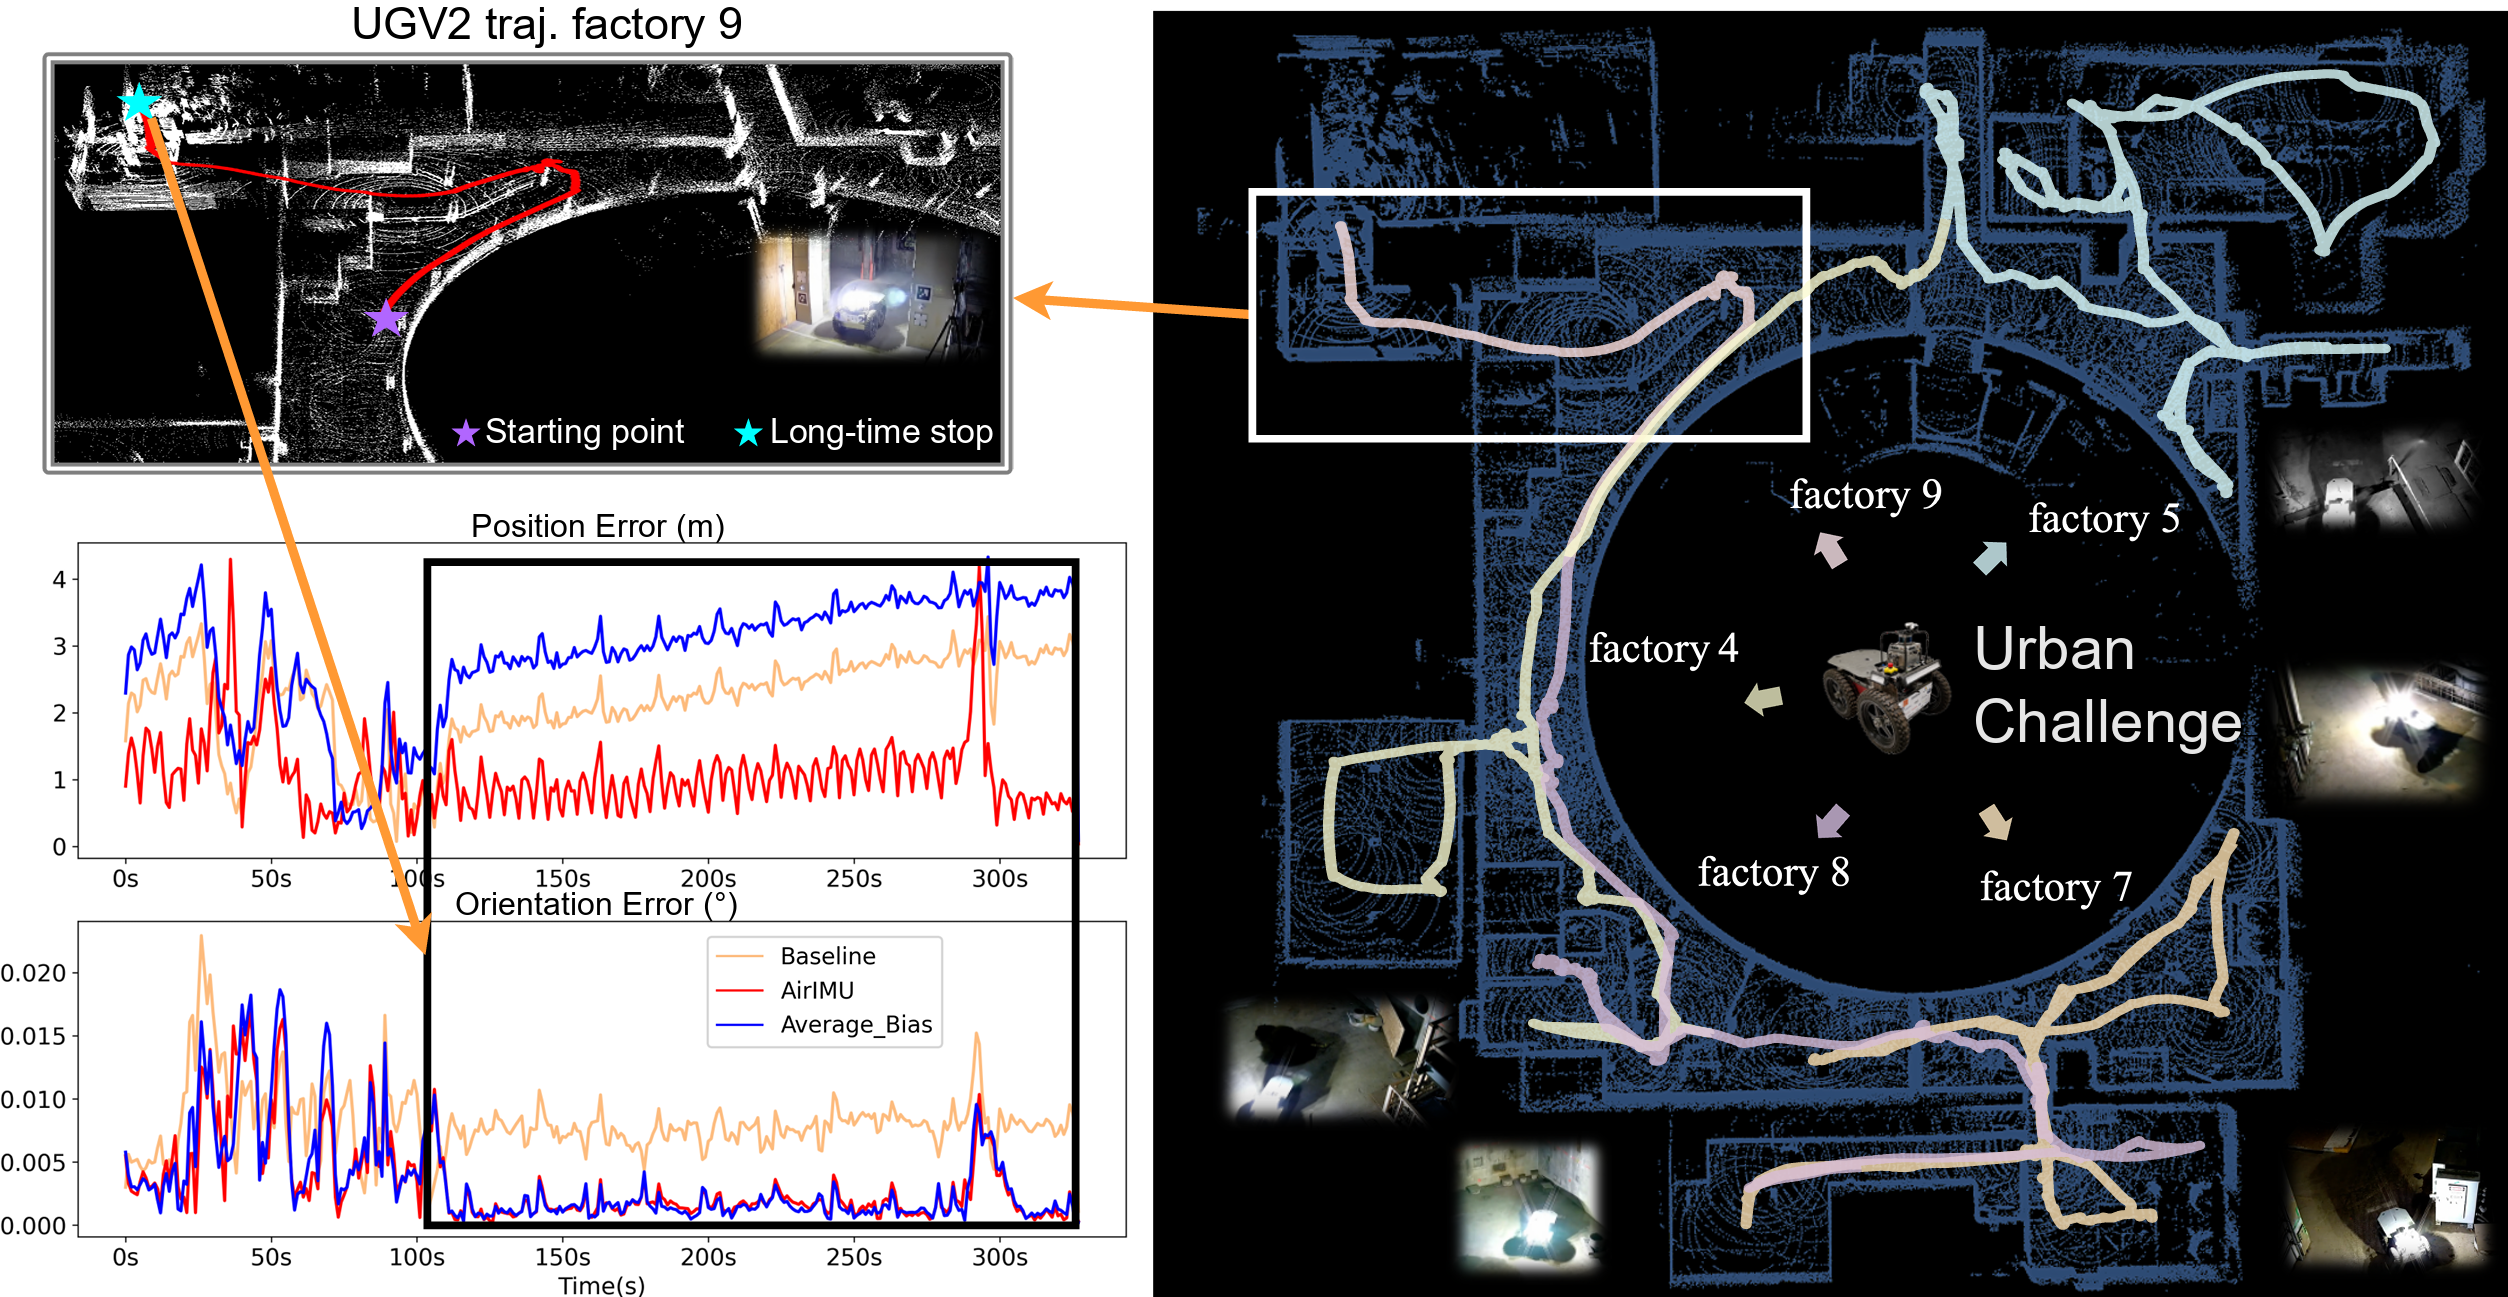 UGV2 traj. factory 9
Starting point
Long-time stop
Position Error (m)
4
3
2
1
0
0s
50s
100s
150s
200s
250s
300s
Orientation Error (°)
Baseline
AirIMU
Average_Bias
0.020
0.015
0.010
0.005
0.000
0s
50s
100s
150s
200s
250s
300s
Time(s)
factory 9
factory 5
factory 4
Urban
Challenge
factory 8
factory 7